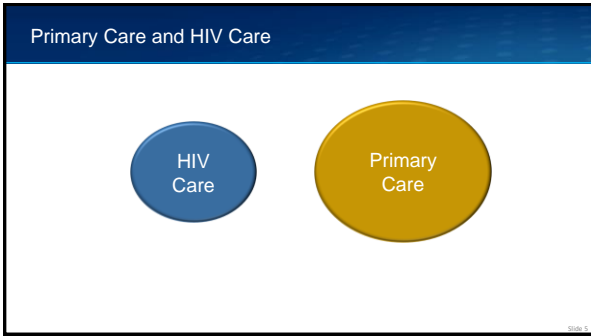 Primary Care and HIV Care
HIV
Care
Primary
Care
Slide 5